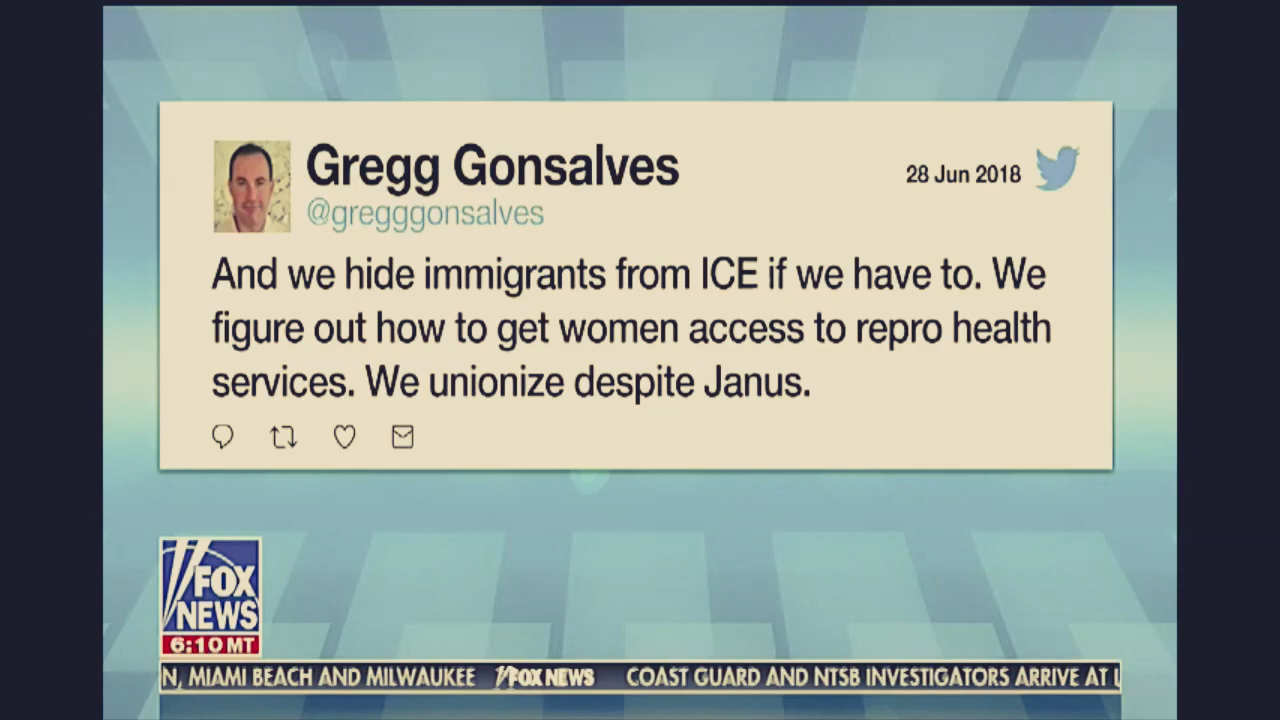 Gregg Gonsalves
28 Jun 2018
@gregggonsalves
And we hide immigrants from ICE if we have to. We
figure out how to get women access to repro health
services. We unionize despite Janus.
FOX
NEWS
6:10 MT
N, MIAMI BEACH AND MILWAUKEE FOX NEWS COAST GUARD AND NTSB INVESTIGATORS ARRIVE AT